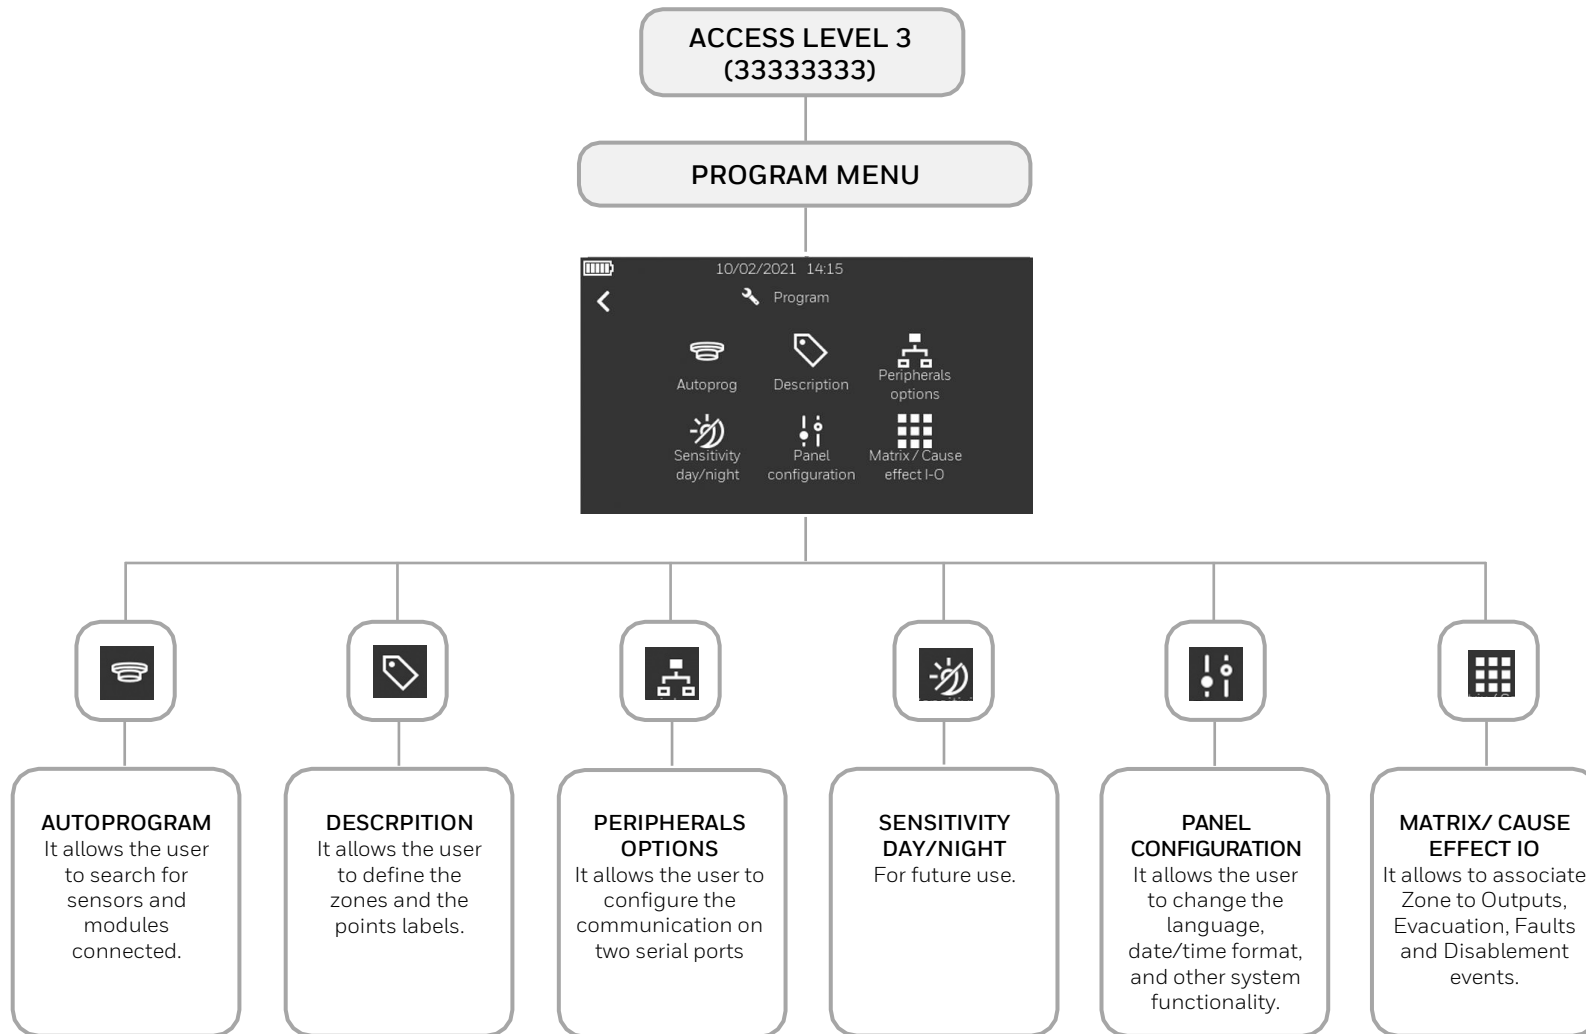 ACCESS LEVEL 3
(33333333)
PROGRAM MENU
10/02/2021 14:15
Program
Autoprog
Description
Peripherals
options
Sensitivity
day/night
Panel
configuration
Matrix / Cause
effect I-O
AUTOPROGRAM
It allows the user
to search for
sensors and
modules
connected.
DESCRPITION
It allows the user
to define the
zones and the
points labels.
PERIPHERALS
OPTIONS
It allows the user to
configure the
communication on
two serial ports
SENSITIVITY
DAY/NIGHT
For future use.
PANEL
CONFIGURATION
It allows the user
to change the
language,
date/time format,
and other system
functionality.
MATRIX/ CAUSE
EFFECT IO
It allows to associate
Zone to Outputs,
Evacuation, Faults
and Disablement
events.